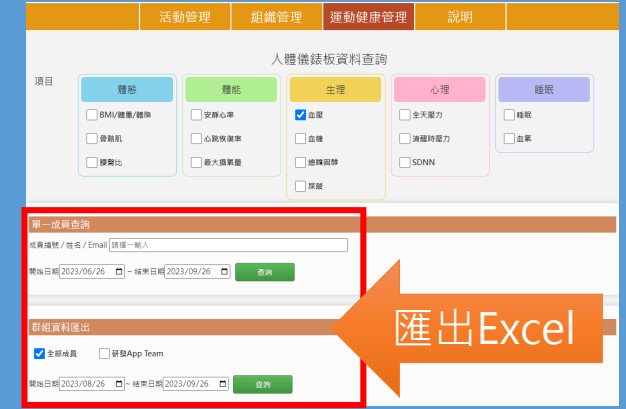 活動管理 組織管理 運動健康管理 說明
人體儀錶板資料查詢
項目
體態 體能 生理 心理 睡眠
BMI/體重/體脂 安靜心率 血壓 全天壓力 睡眠
骨骼肌 心跳恢復率 血糖 清醒時壓力 血氧
腰臀比 最大攝氧量 總膽固醇 SDNN
尿酸
單一成員查詢
成員編號 / 姓名 / Email 請擇一輸入
開始日期 2023/06/26 ~ 結束日期 2023/09/26 查詢
群組資料匯出
全部成員 研發App Team
開始日期 2023/08/26 ~ 結束日期 2023/09/26 查詢
匯出Excel